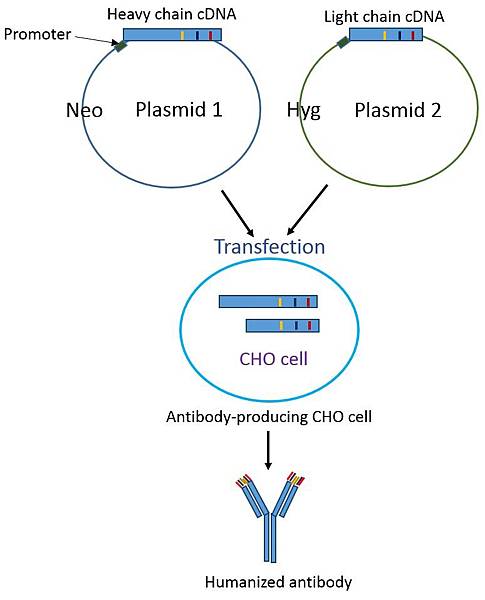 Heavy chain cDNA
Light chain cDNA
Promoter
Neo
Plasmid 1
Hyg
Plasmid 2
Transfection
CHO cell
Antibody-producing CHO cell
Humanized antibody